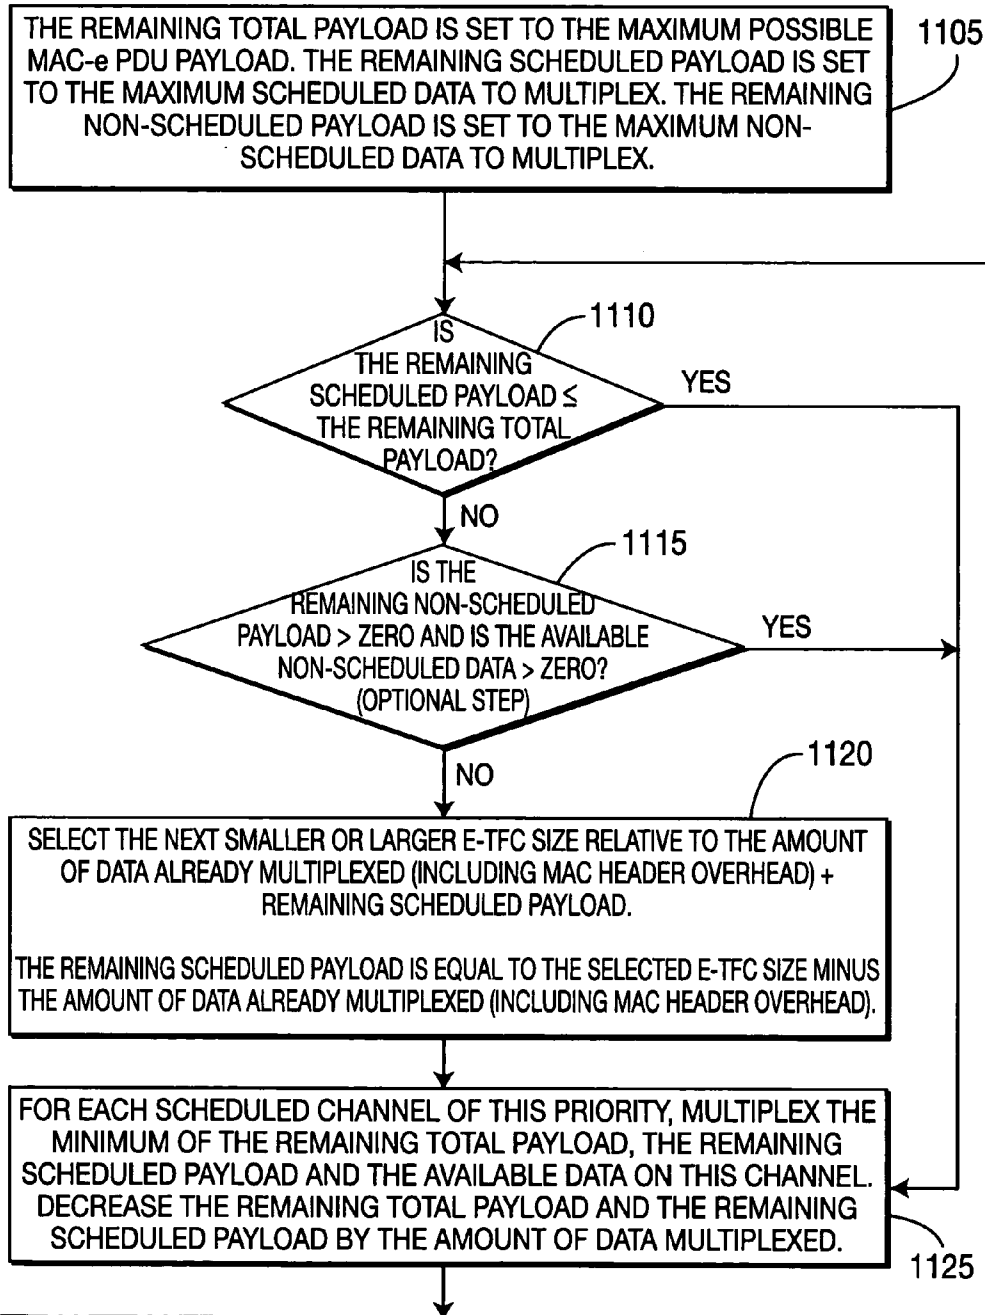 THE REMAINING TOTAL PAYLOAD IS SET TO THE MAXIMUM POSSIBLE
MAC-e PDU PAYLOAD. THE REMAINING SCHEDULED PAYLOAD IS SET
TO THE MAXIMUM SCHEDULED DATA TO MULTIPLEX. THE REMAINING
NON-SCHEDULED PAYLOAD IS SET TO THE MAXIMUM NON-
SCHEDULED DATA TO MULTIPLEX.
1105
IS
THE REMAINING
SCHEDULED PAYLOAD ≤
THE REMAINING TOTAL
PAYLOAD?
1110
YES
NO
IS THE
REMAINING NON-SCHEDULED
PAYLOAD > ZERO AND IS THE AVAILABLE
NON-SCHEDULED DATA > ZERO?
(OPTIONAL STEP)
1115
YES
NO
1120
SELECT THE NEXT SMALLER OR LARGER E-TFC SIZE RELATIVE TO THE AMOUNT
OF DATA ALREADY MULTIPLEXED (INCLUDING MAC HEADER OVERHEAD) +
REMAINING SCHEDULED PAYLOAD.
THE REMAINING SCHEDULED PAYLOAD IS EQUAL TO THE SELECTED E-TFC SIZE MINUS
THE AMOUNT OF DATA ALREADY MULTIPLEXED (INCLUDING MAC HEADER OVERHEAD).
FOR EACH SCHEDULED CHANNEL OF THIS PRIORITY, MULTIPLEX THE
MINIMUM OF THE REMAINING TOTAL PAYLOAD, THE REMAINING
SCHEDULED PAYLOAD AND THE AVAILABLE DATA ON THIS CHANNEL.
DECREASE THE REMAINING TOTAL PAYLOAD AND THE REMAINING
SCHEDULED PAYLOAD BY THE AMOUNT OF DATA MULTIPLEXED.
1125